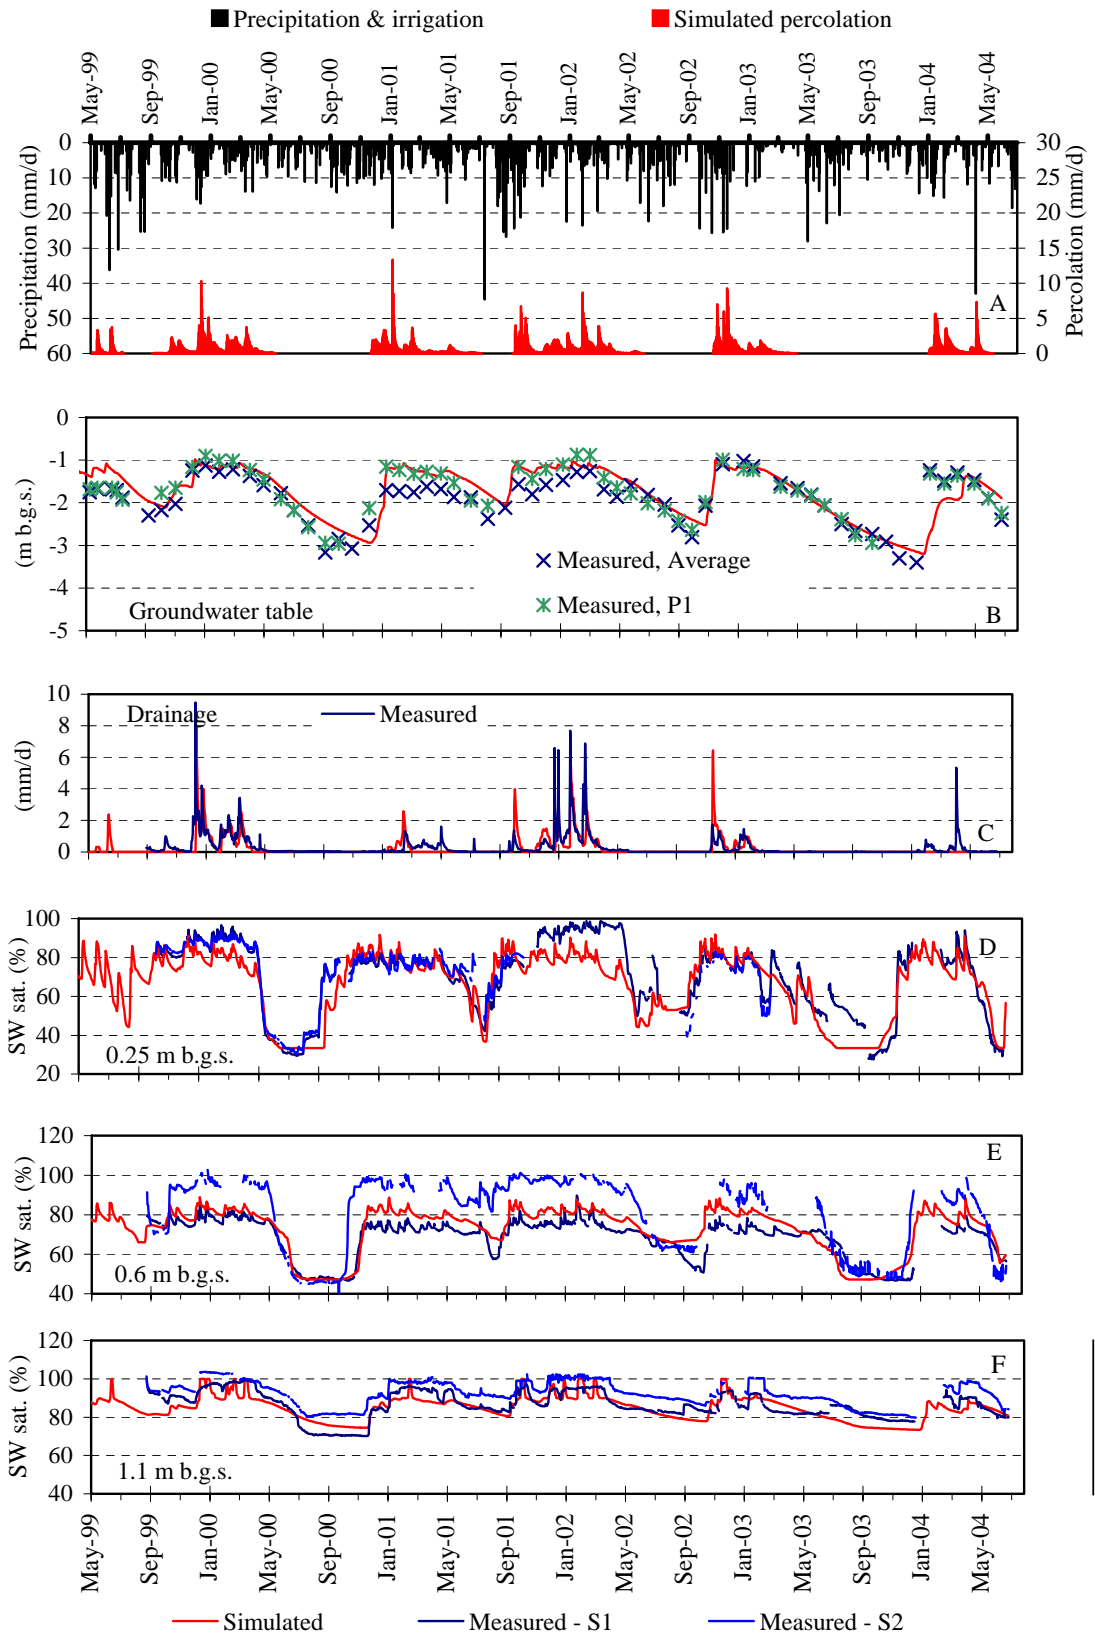 Precipitation & irrigation Simulated percolation
May-99 Sep-99 Jan-00 May-00 Sep-00 Jan-01 May-01 Sep-01 Jan-02 May-02 Sep-02 Jan-03 May-03 Sep-03 Jan-04 May-04
Precipitation (mm/d)
0
10
20
30
40
50
60
30
25
20
15
10
5
0
Percolation (mm/d)
A
(m b.g.s.)
0
-1
-2
-3
-4
-5
Measured, Average
Measured, P1
Groundwater table
B
(mm/d)
10
8
6
4
2
0
Drainage Measured
C
SW sat. (%)
100
80
60
40
20
D
0.25 m b.g.s.
SW sat. (%)
120
100
80
60
40
E
0.6 m b.g.s.
SW sat. (%)
120
100
80
60
40
F
1.1 m b.g.s.
May-99 Sep-99 Jan-00 May-00 Sep-00 Jan-01 May-01 Sep-01 Jan-02 May-02 Sep-02 Jan-03 May-03 Sep-03 Jan-04 May-04
Simulated Measured - S1 Measured - S2